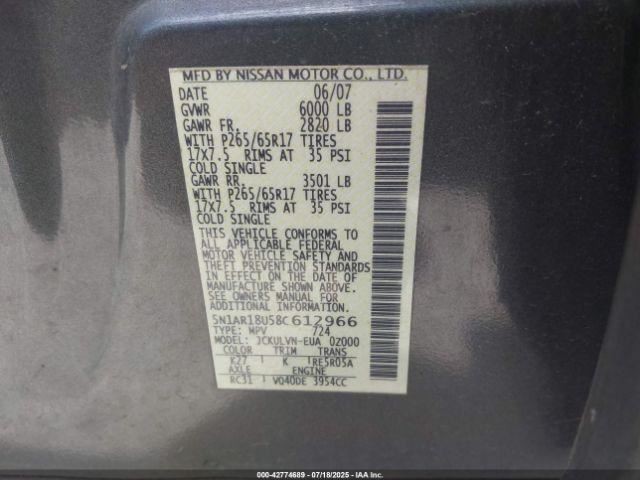 MFD BY NISSAN MOTOR CO., LTD.
DATE 06/07
GVWR 6000 LB
GAWR FR. 2820 LB
WITH P265/65R17 TIRES
17X7.5 RIMS AT 35 PSI
COLD SINGLE
GAWR RR. 3501 LB
WITH P265/65R17 TIRES
17X7.5 RIMS AT 35 PSI
COLD SINGLE
THIS VEHICLE CONFORMS TO
ALL APPLICABLE FEDERAL
MOTOR VEHICLE SAFETY AND
THEFT PREVENTION STANDARDS
IN EFFECT ON THE DATE OF
MANUFACTURE SHOWN ABOVE.
SEE OWNERS MANUAL FOR
ADDITIONAL INFORMATION.
5N1AR18U58C612966
TYPE: MPV 724
MODEL: JCKULVN-EUA 0Z000
COLOR TRIM TRANS
K27 K RE5R05A
AXLE ENGINE
RC31 VQ40DE 3954CC
000-42774689 / 07/18/2025 - IAA, Inc.